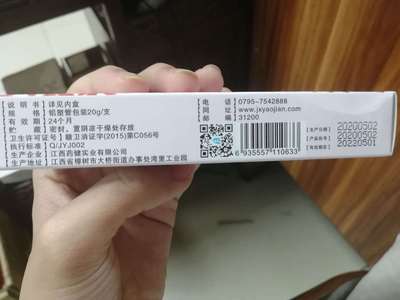 说 明 书：详见内盒
规 格：铝塑管包装20g/支
有 效 期：24个月
贮 藏：密封、置阴凉干燥处存放
卫生许可证号：赣卫消证字(2015)第C056号
执行标准：Q/JYJ002
生产企业：江西药健实业有限公司
生产地址：江西省樟树市大桥街道办事处湾里工业园
电 话：0795-7542888
网 址：www.jxyaojian.com
邮 编：31200
6 935557 110633
生产日期 20200502
产品批号 20200502
有效期至 20220501